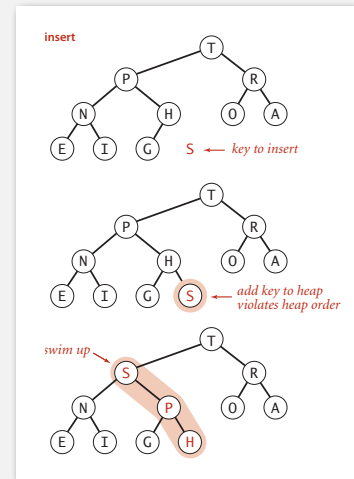 insert
T
P R
N H O A
E I G S ← key to insert
T
P R
N H O A
E I G S ← add key to heap
violates heap order
swim up
T
S R
N P O A
E I G H